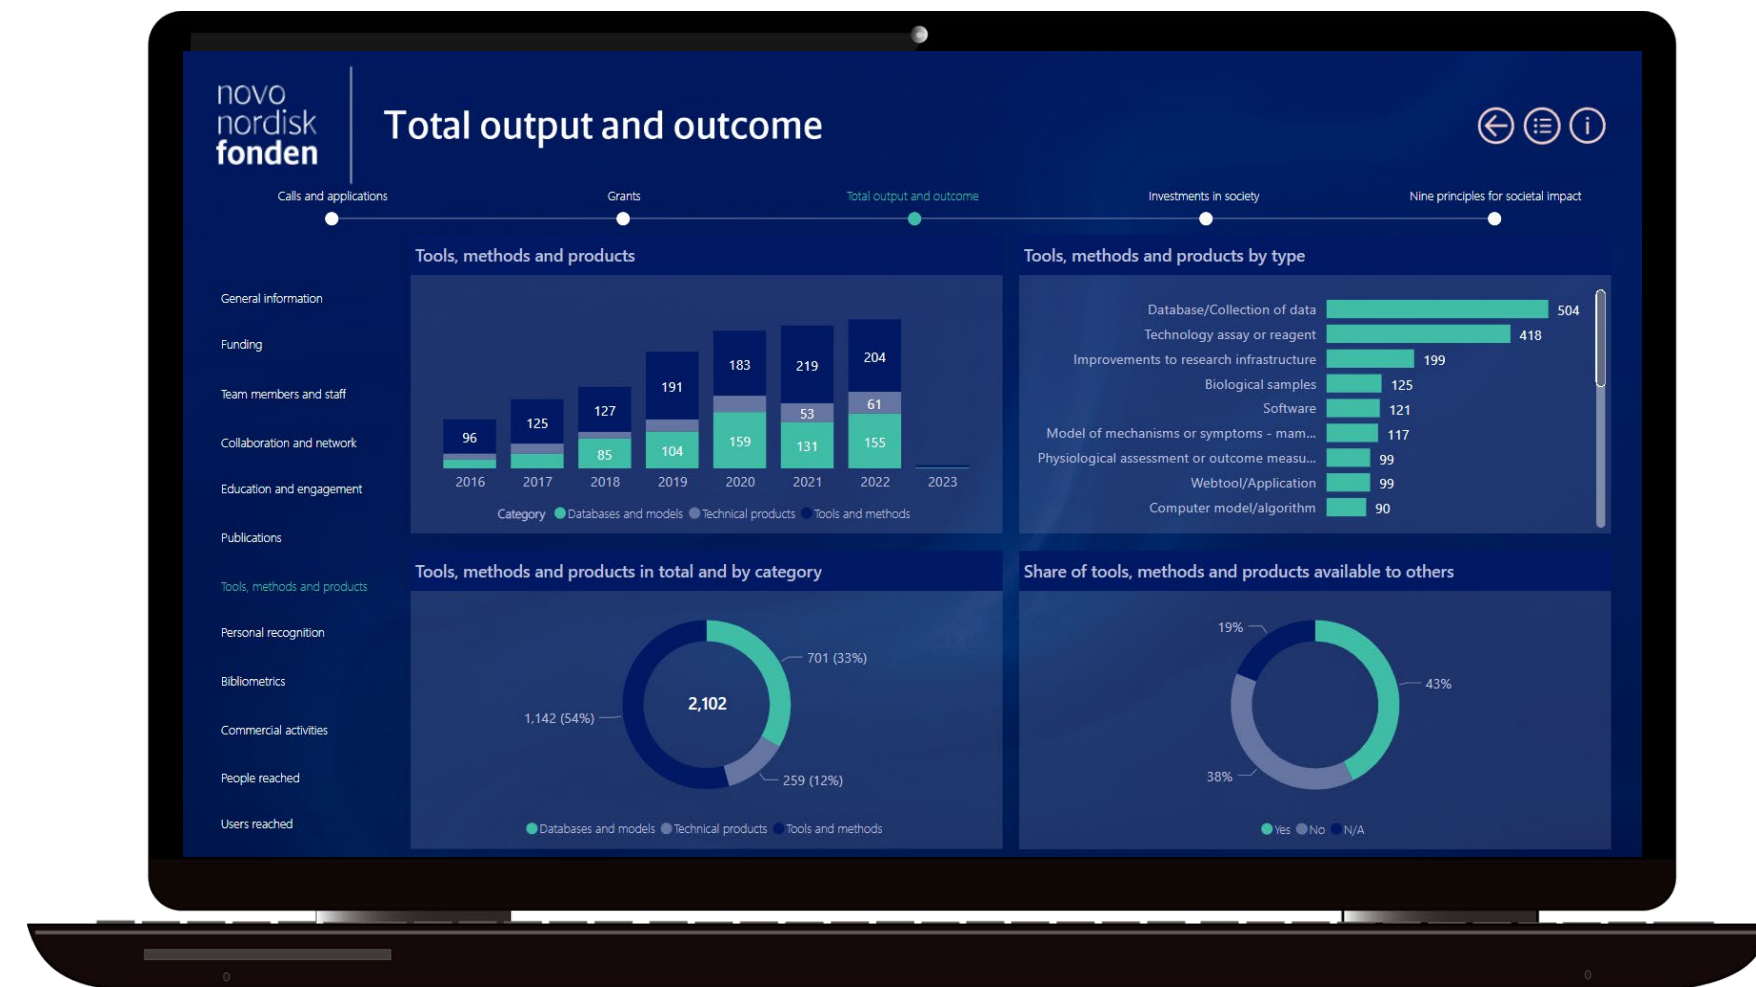 novo
nordisk
fonden
Total output and outcome
Calls and applications
Grants
Total output and outcome
Investments in society
Nine principles for societal impact
General information
Funding
Team members and staff
Collaboration and network
Education and engagement
Publications
Tools, methods and products
Personal recognition
Bibliometrics
Commercial activities
People reached
Users reached
Tools, methods and products
96
125
127
85
191
104
183
159
219
53
131
204
61
155
2016 2017 2018 2019 2020 2021 2022 2023
Category Databases and models Technical products Tools and methods
Tools, methods and products by type
Database/Collection of data 504
Technology assay or reagent 418
Improvements to research infrastructure 199
Biological samples 125
Software 121
Model of mechanisms or symptoms - mam... 117
Physiological assessment or outcome measu... 99
Webtool/Application 99
Computer model/algorithm 90
Tools, methods and products in total and by category
701 (33%)
2,102
1,142 (54%)
259 (12%)
Databases and models Technical products Tools and methods
Share of tools, methods and products available to others
19%
43%
38%
Yes No N/A